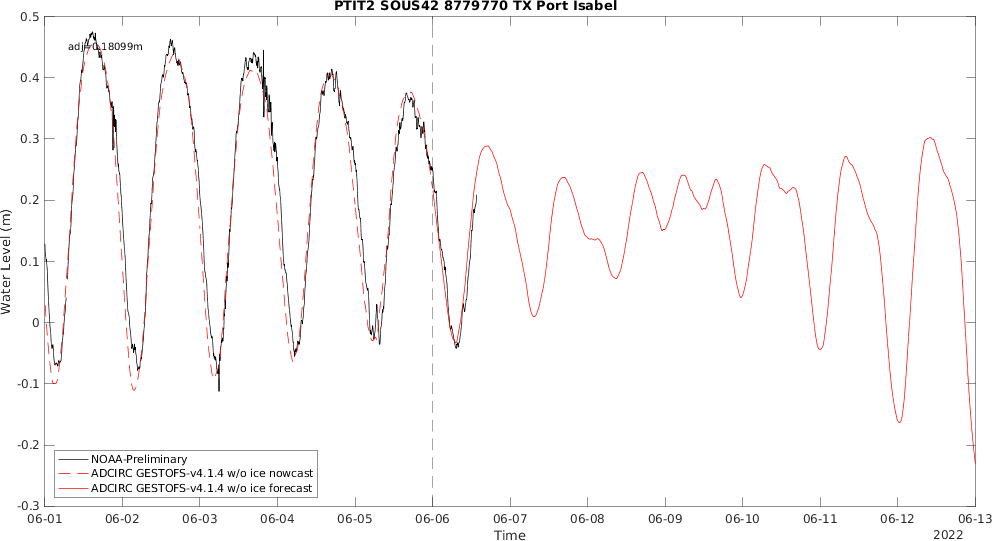 PTIT2 SOUS42 8779770 TX Port Isabel
adj=0.18099m
0.5
0.4
0.3
0.2
0.1
0
-0.1
-0.2
-0.3
Water Level (m)
NOAA-Preliminary
ADCIRC GESTOFS-v4.1.4 w/o ice nowcast
ADCIRC GESTOFS-v4.1.4 w/o ice forecast
06-01 06-02 06-03 06-04 06-05 06-06 06-07 06-08 06-09 06-10 06-11 06-12 06-13
Time
2022